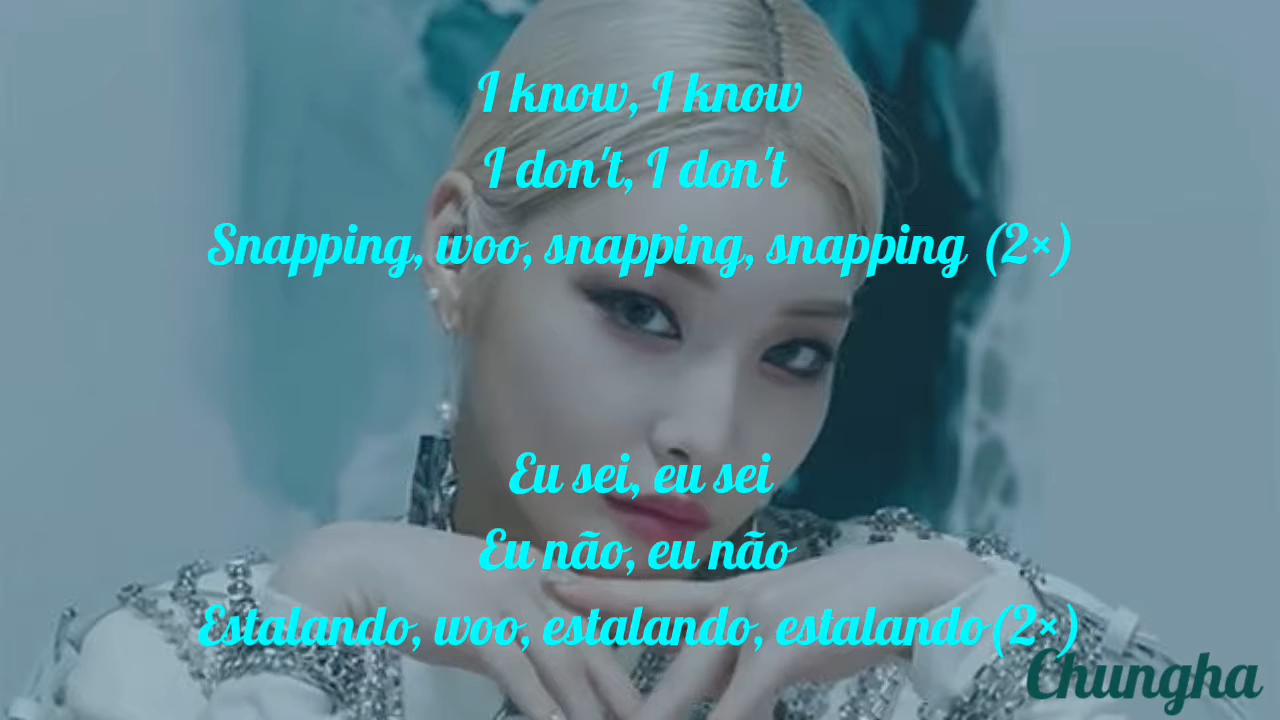 I know, I know
I don't, I don't
Snapping, woo, snapping, snapping (2×)
Eu sei, eu sei
Eu não, eu não
Estalando, woo, estalando, estalando(2×)
Chungha